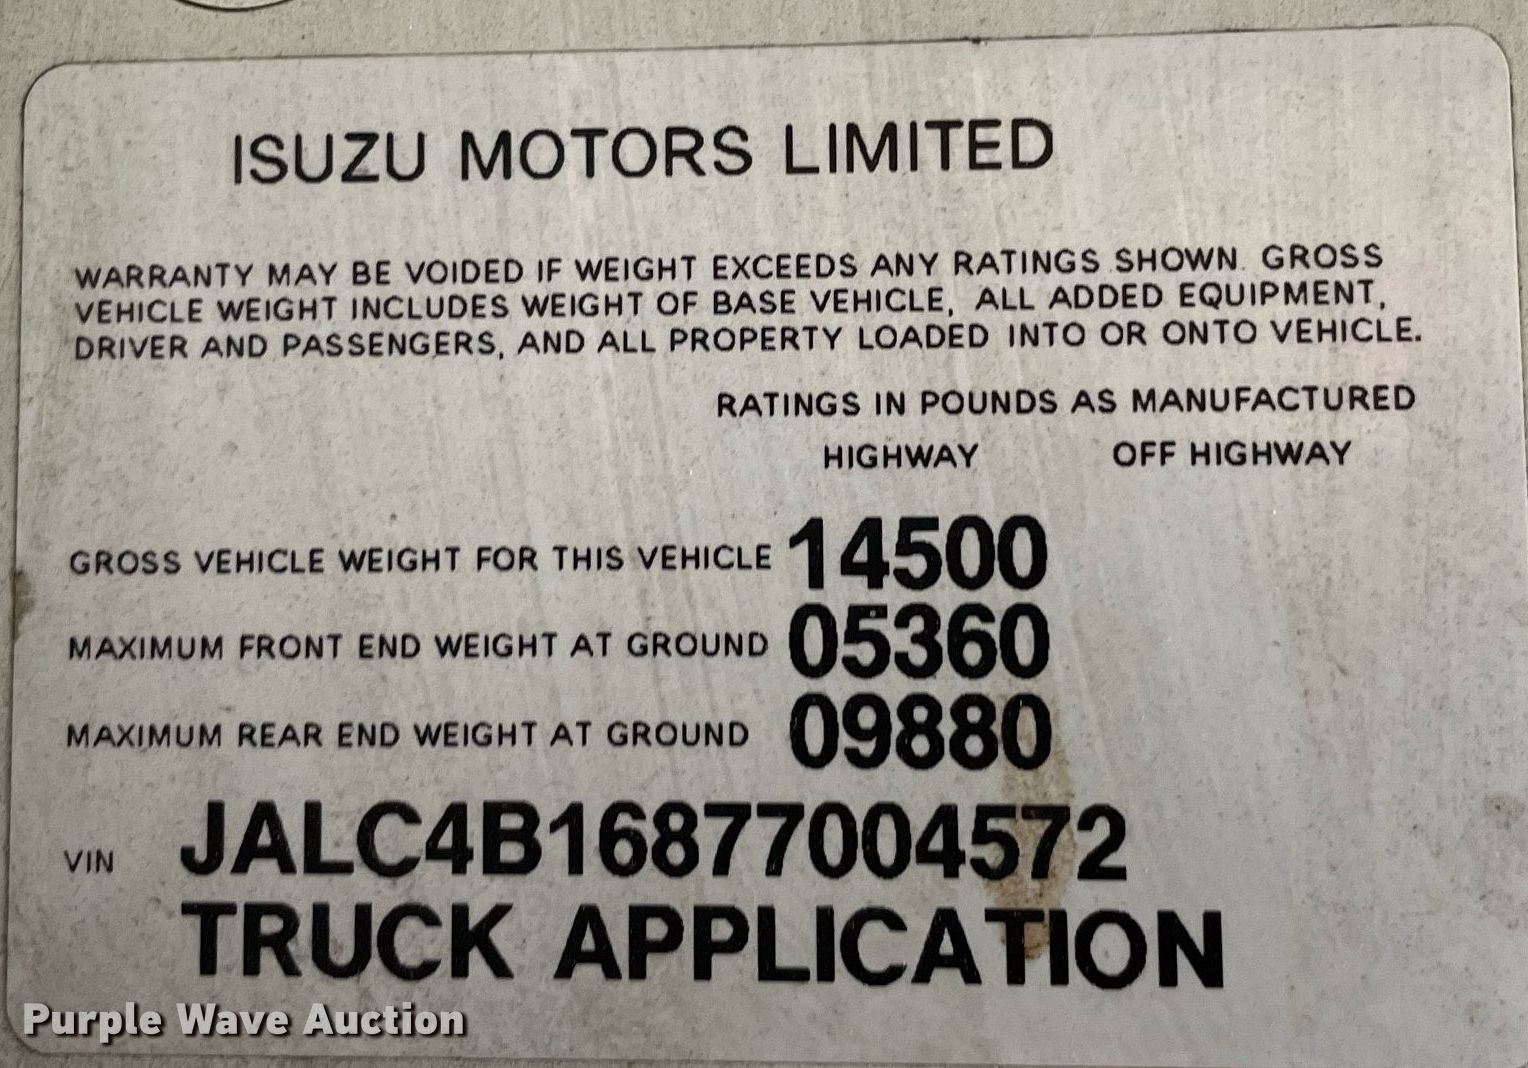 ISUZU MOTORS LIMITED
WARRANTY MAY BE VOIDED IF WEIGHT EXCEEDS ANY RATINGS SHOWN. GROSS
VEHICLE WEIGHT INCLUDES WEIGHT OF BASE VEHICLE, ALL ADDED EQUIPMENT,
DRIVER AND PASSENGERS, AND ALL PROPERTY LOADED INTO OR ONTO VEHICLE.
RATINGS IN POUNDS AS MANUFACTURED
HIGHWAY OFF HIGHWAY
GROSS VEHICLE WEIGHT FOR THIS VEHICLE 14500
MAXIMUM FRONT END WEIGHT AT GROUND 05360
MAXIMUM REAR END WEIGHT AT GROUND 09880
VIN JALC4B16877004572
TRUCK APPLICATION
Purple Wave Auction